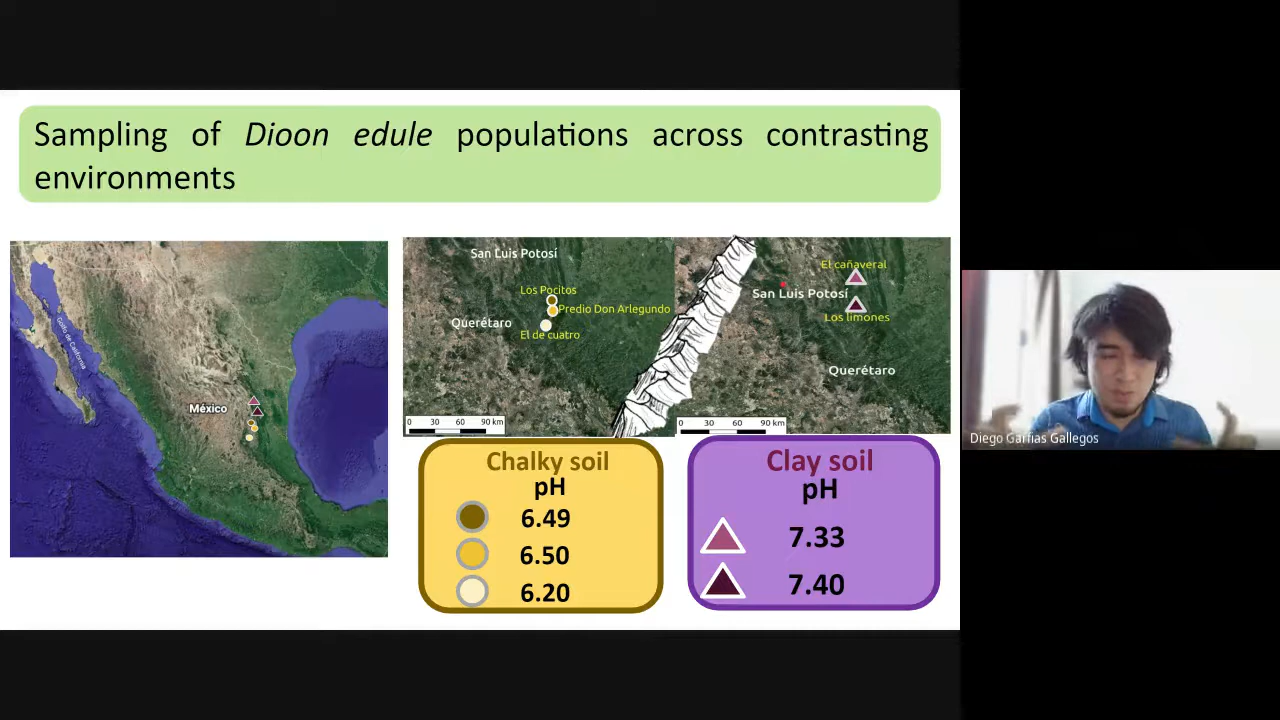 Sampling of Dioon edule populations across contrasting
environments
Golfo de California
México
San Luis Potosí
Los Pocitos
Predio Don Arlegundo
Querétaro
El de cuatro
0 30 60 90 km
El cañaveral
San Luis Potosí
Los limones
Querétaro
0 30 60 90 km
Chalky soil
pH
6.49
6.50
6.20
Clay soil
pH
7.33
7.40
Diego Garfias Gallegos